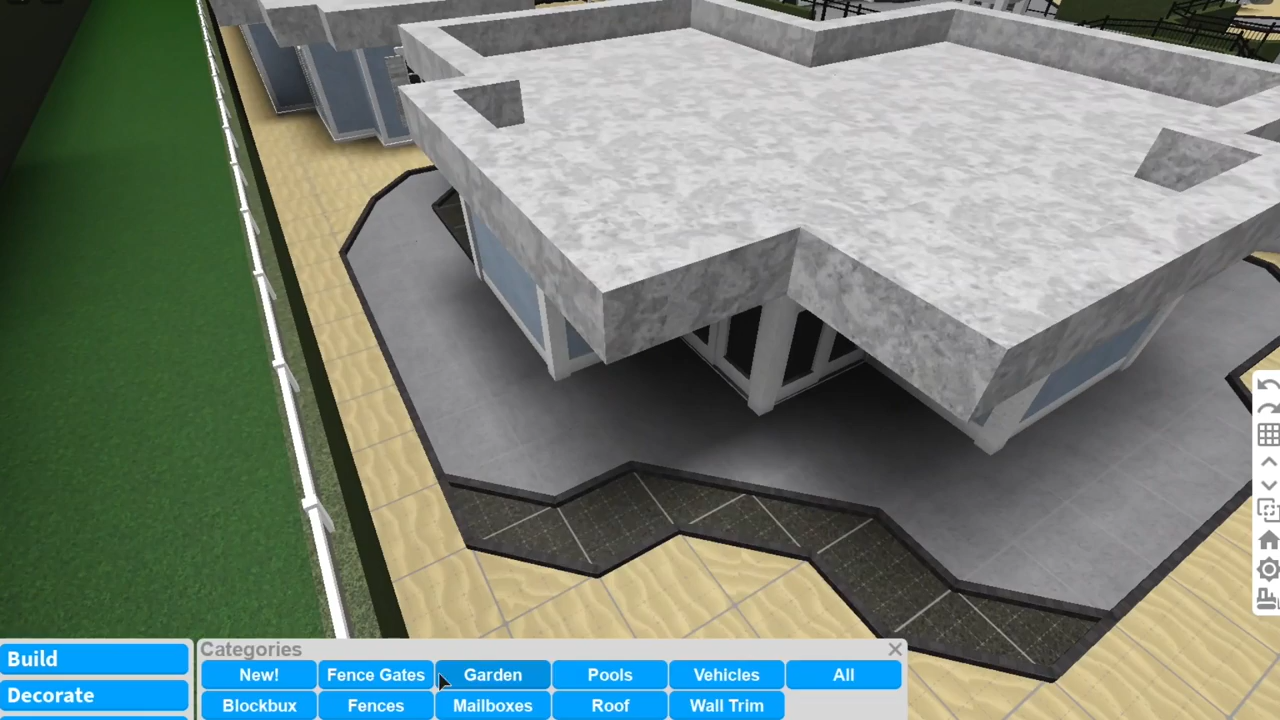 Build
Decorate
Categories
New! Fence Gates Garden Pools Vehicles All
Blockbux Fences Mailboxes Roof Wall Trim